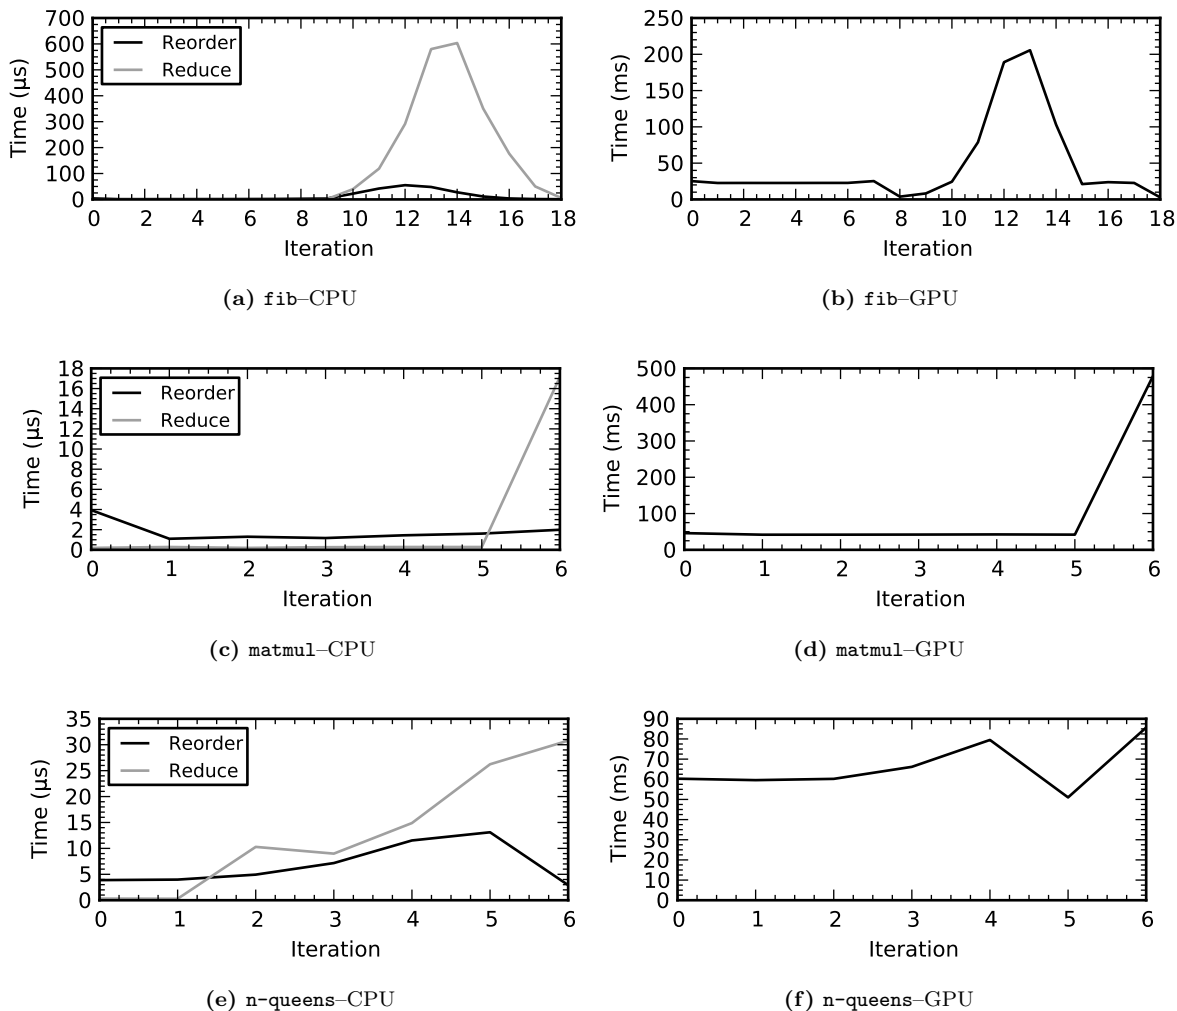 700
600
500
400
300
200
100
0
Time (µs)
Reorder
Reduce
0 2 4 6 8 10 12 14 16 18
Iteration
(a) fib–CPU
250
200
150
100
50
0
Time (ms)
0 2 4 6 8 10 12 14 16 18
Iteration
(b) fib–GPU
18
16
14
12
10
8
6
4
2
0
Time (µs)
Reorder
Reduce
0 1 2 3 4 5 6
Iteration
(c) matmul–CPU
500
400
300
200
100
0
Time (ms)
0 1 2 3 4 5 6
Iteration
(d) matmul–GPU
35
30
25
20
15
10
5
0
Time (µs)
Reorder
Reduce
0 1 2 3 4 5 6
Iteration
(e) n-queens–CPU
90
80
70
60
50
40
30
20
10
0
Time (ms)
0 1 2 3 4 5 6
Iteration
(f) n-queens–GPU